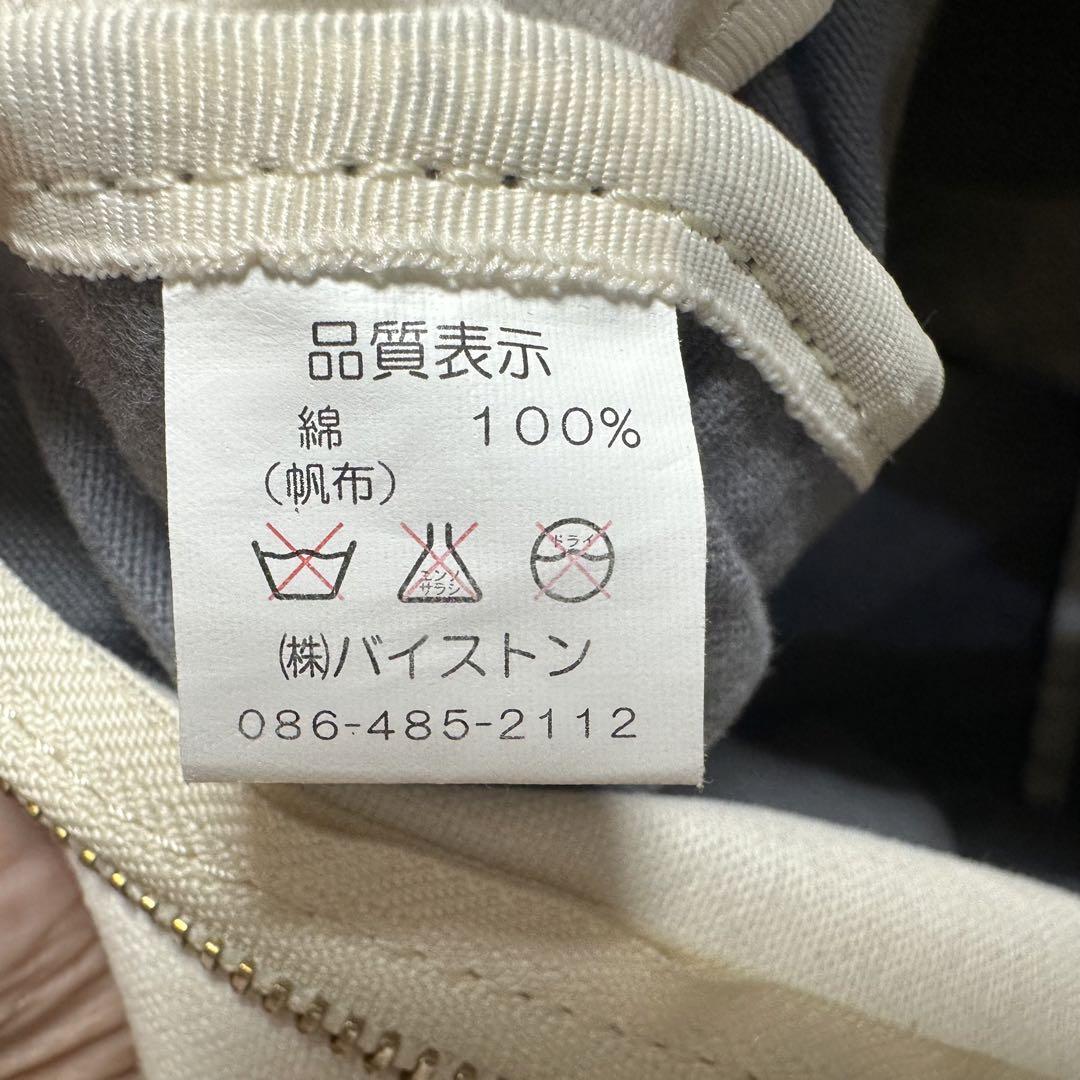 品質表示
綿 100%
(帆布)
エンソ
サラシ
ドライ
㈱バイストン
086-485-2112